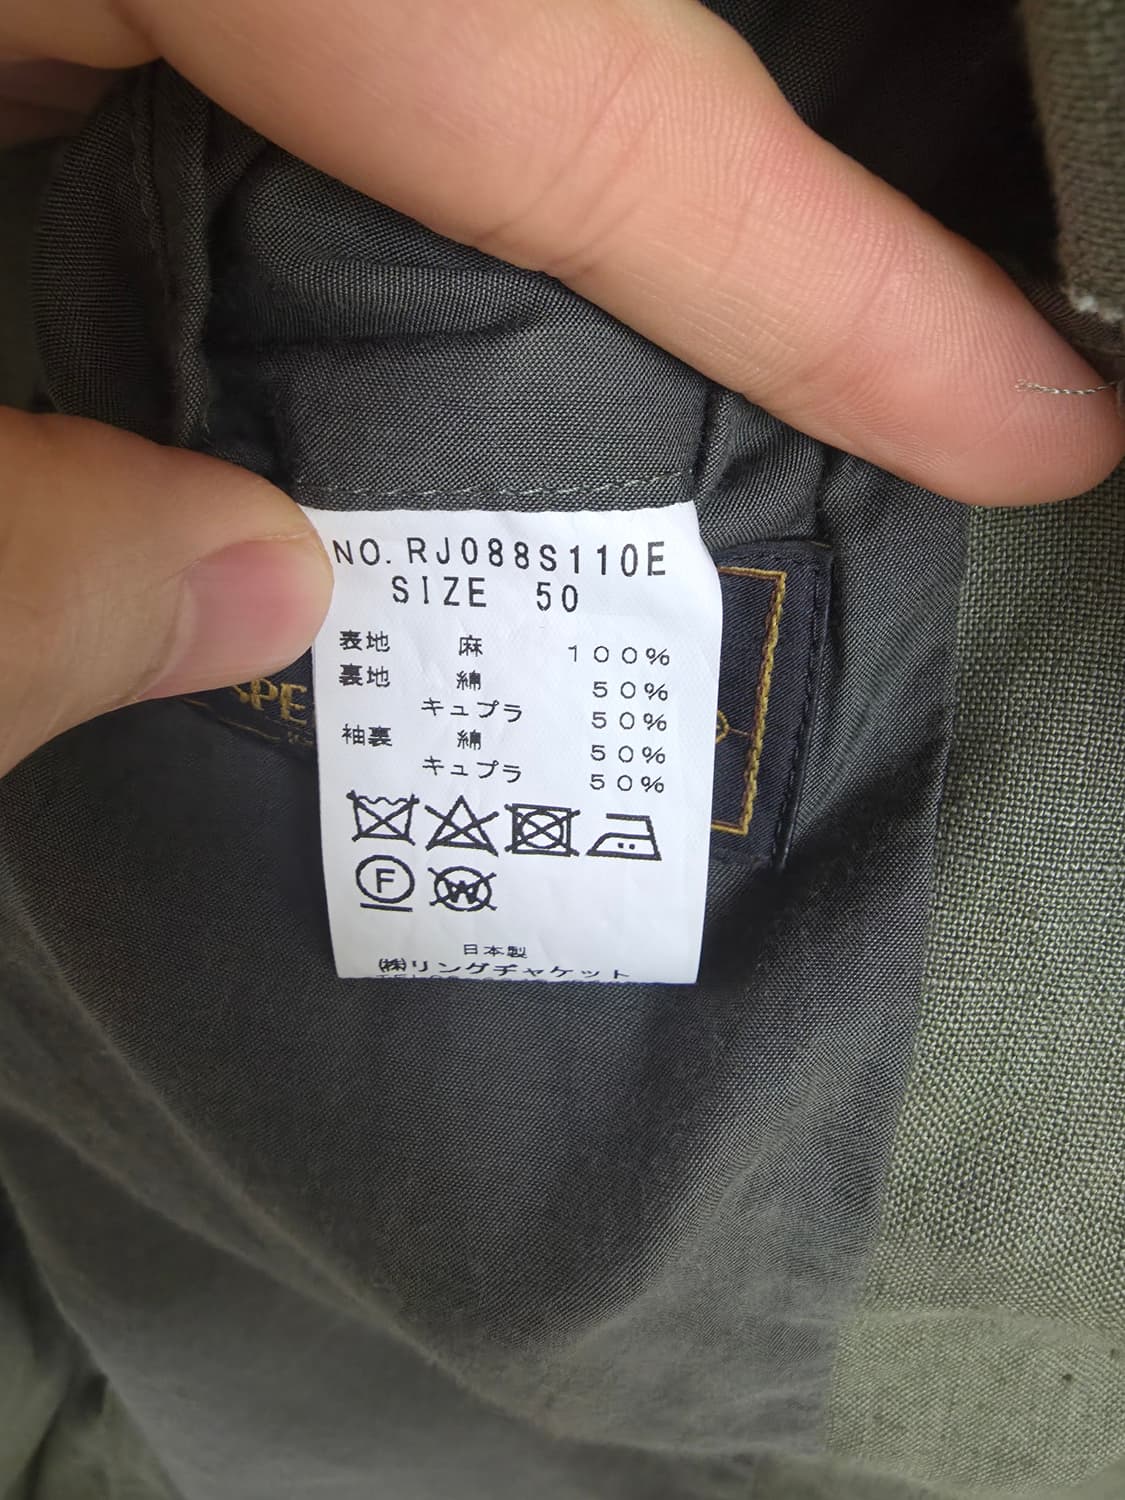 NO. RJ088S110E
SIZE 50
表地 麻 100%
裏地 綿 50%
キュプラ 50%
袖裏 綿 50%
キュプラ 50%
F
W
日本製
㈱リングヂャケット
SPE